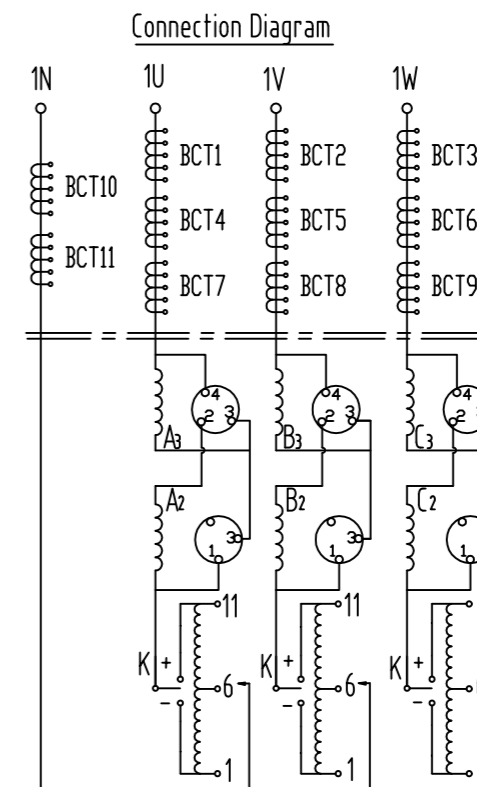 Connection Diagram
1N 1U 1V 1W
BCT1 BCT2 BCT3
BCT10
BCT4 BCT5 BCT6
BCT11
BCT7 BCT8 BCT9
4 4 4
2 3 2 3 2
A3 B3 C3
A2 B2 C2
3 3
1 1 1
11 11
K + K + K +
6 6
- - -
1 1